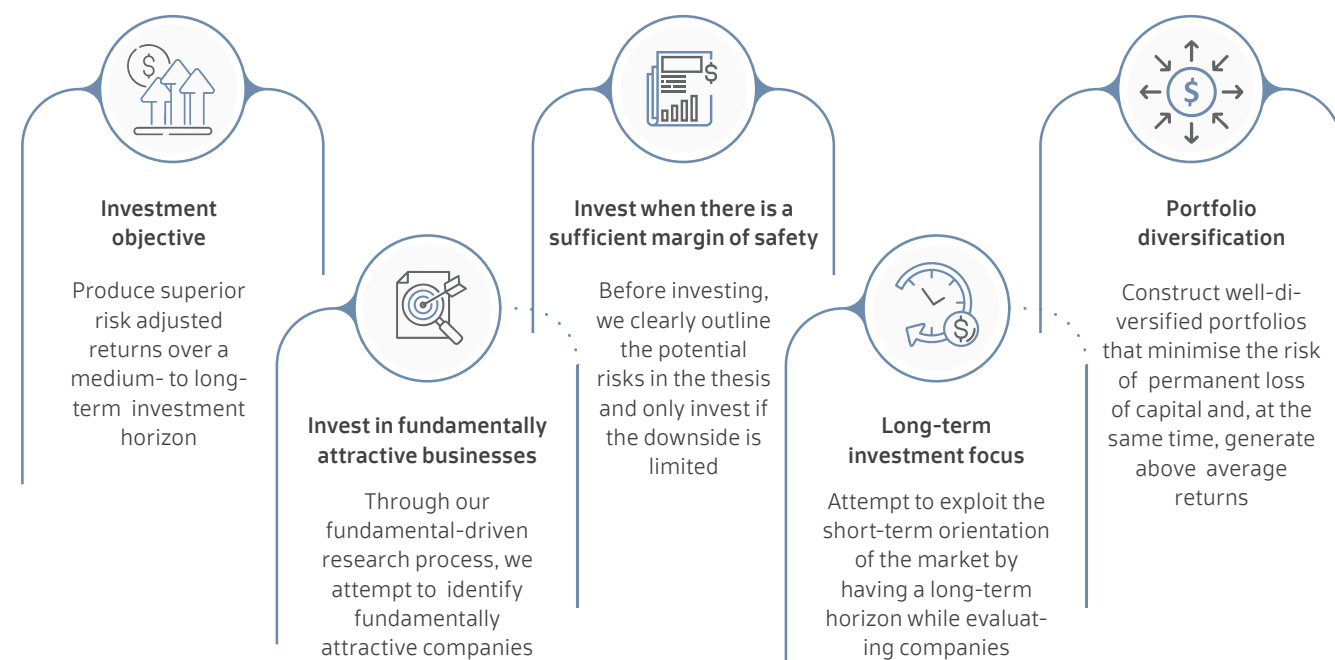 Investment
objective
Produce superior
risk adjusted
returns over a
medium- to long-
term investment
horizon
Invest in fundamentally
attractive businesses
Through our
fundamental-driven
research process, we
attempt to identify
fundamentally
attractive companies
Invest when there is a
sufficient margin of safety
Before investing,
we clearly outline
the potential
risks in the thesis
and only invest if
the downside is
limited
Long-term
investment focus
Attempt to exploit the
short-term orientation
of the market by
having a long-term
horizon while evaluat-
ing companies
Portfolio
diversification
Construct well-di-
versified portfolios
that minimise the risk
of permanent loss
of capital and, at the
same time, generate
above average
returns